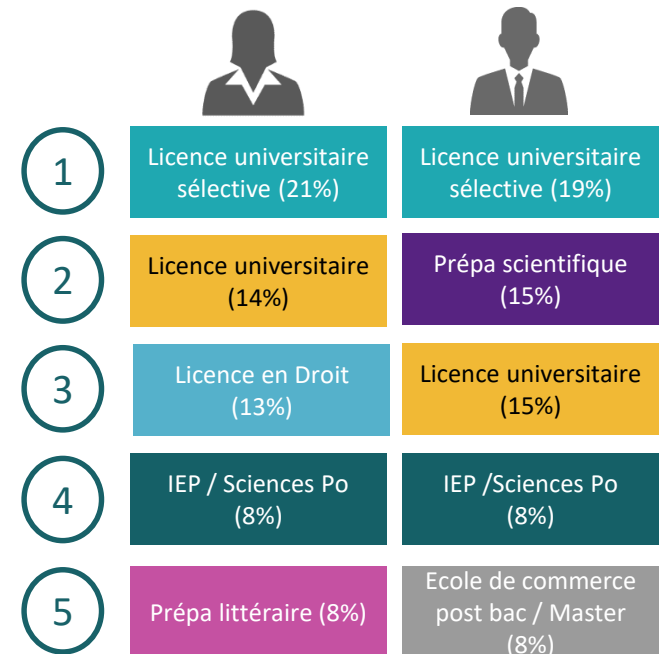 1
Licence universitaire
sélective (21%)
Licence universitaire
sélective (19%)
2
Licence universitaire
(14%)
Prépa scientifique
(15%)
3
Licence en Droit
(13%)
Licence universitaire
(15%)
4
IEP / Sciences Po
(8%)
IEP /Sciences Po
(8%)
5
Prépa littéraire (8%)
Ecole de commerce
post bac / Master
(8%)